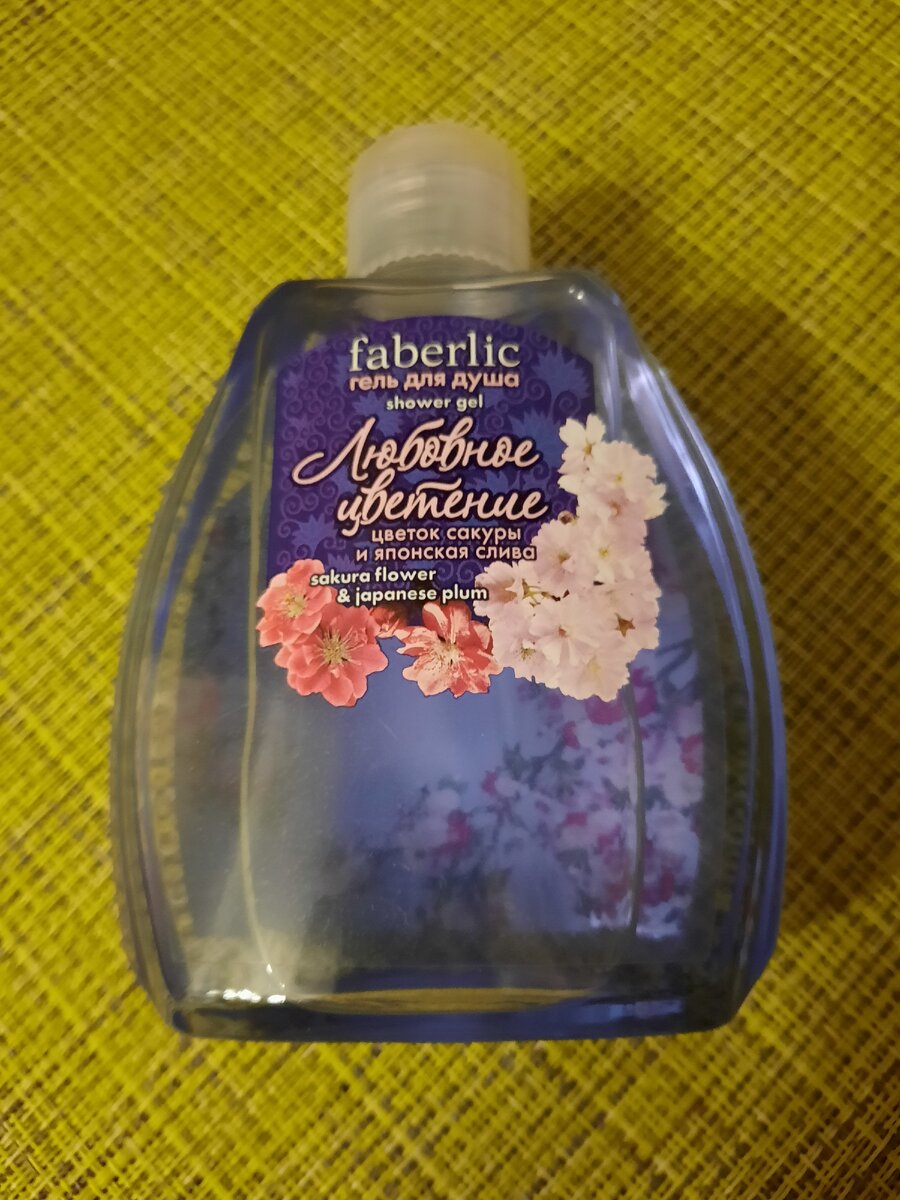 faberlic
гель для душа
shower gel
Любовное
цветение
цветок сакуры
и японская слива
sakura flower
& japanese plum